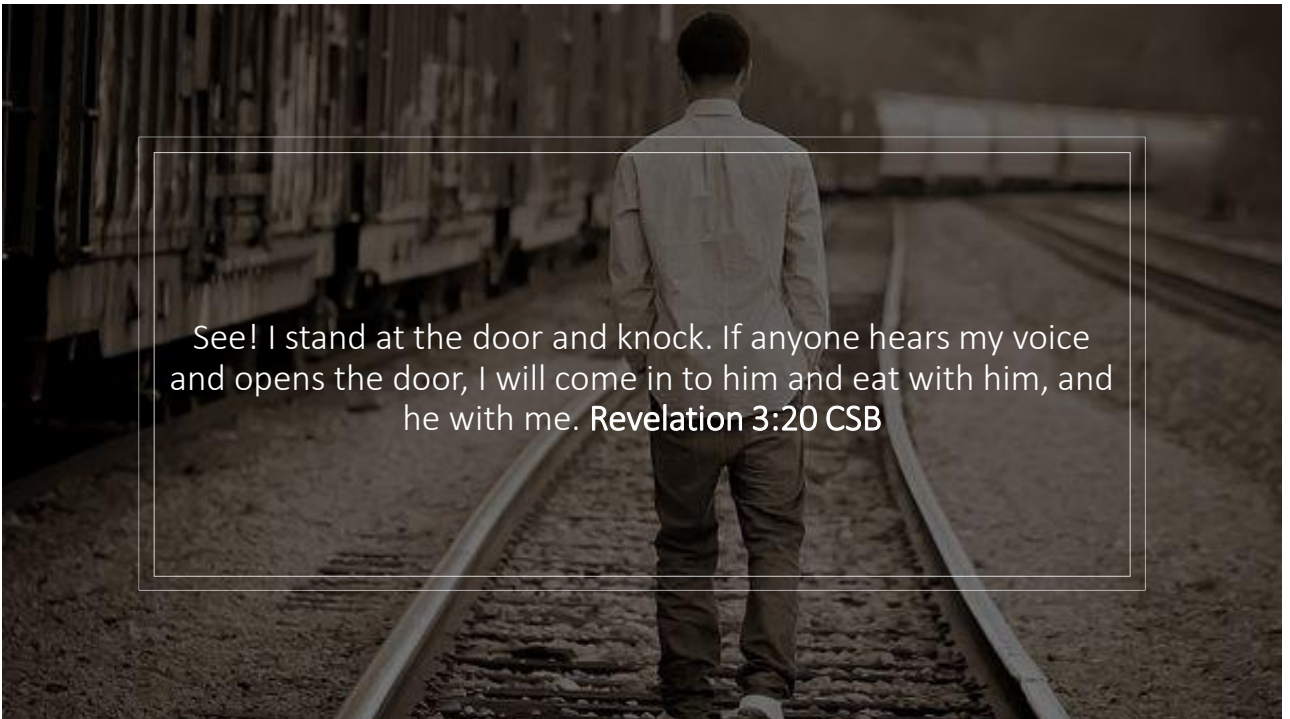 See! I stand at the door and knock. If anyone hears my voice
and opens the door, I will come in to him and eat with him, and
he with me. Revelation 3:20 CSB